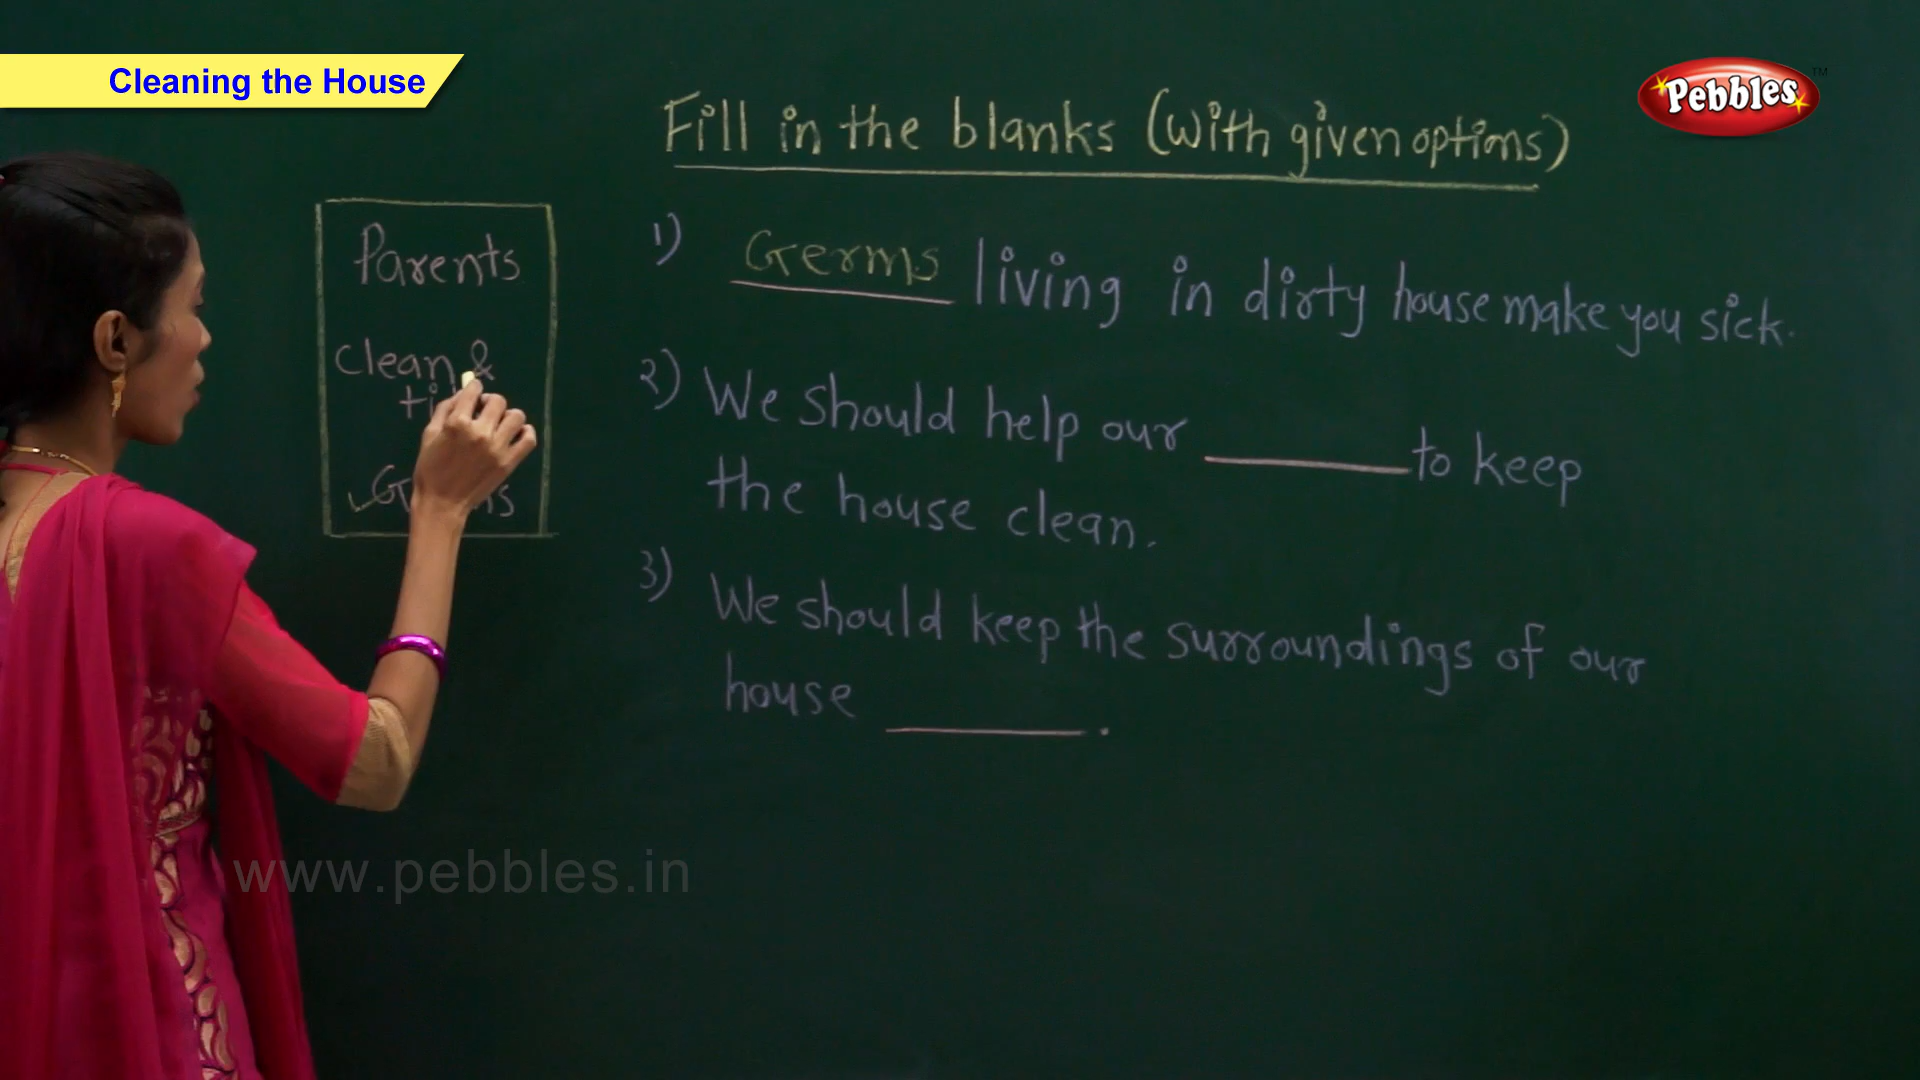 Cleaning the House
Pebbles
TM
Fill in the blanks (with given options)
Parents
clean &
1) Germs living in dirty house make you sick.
2) We should help our ______ to keep
the house clean.
3) We should keep the surroundings of our
house ______.
www.pebbles.in